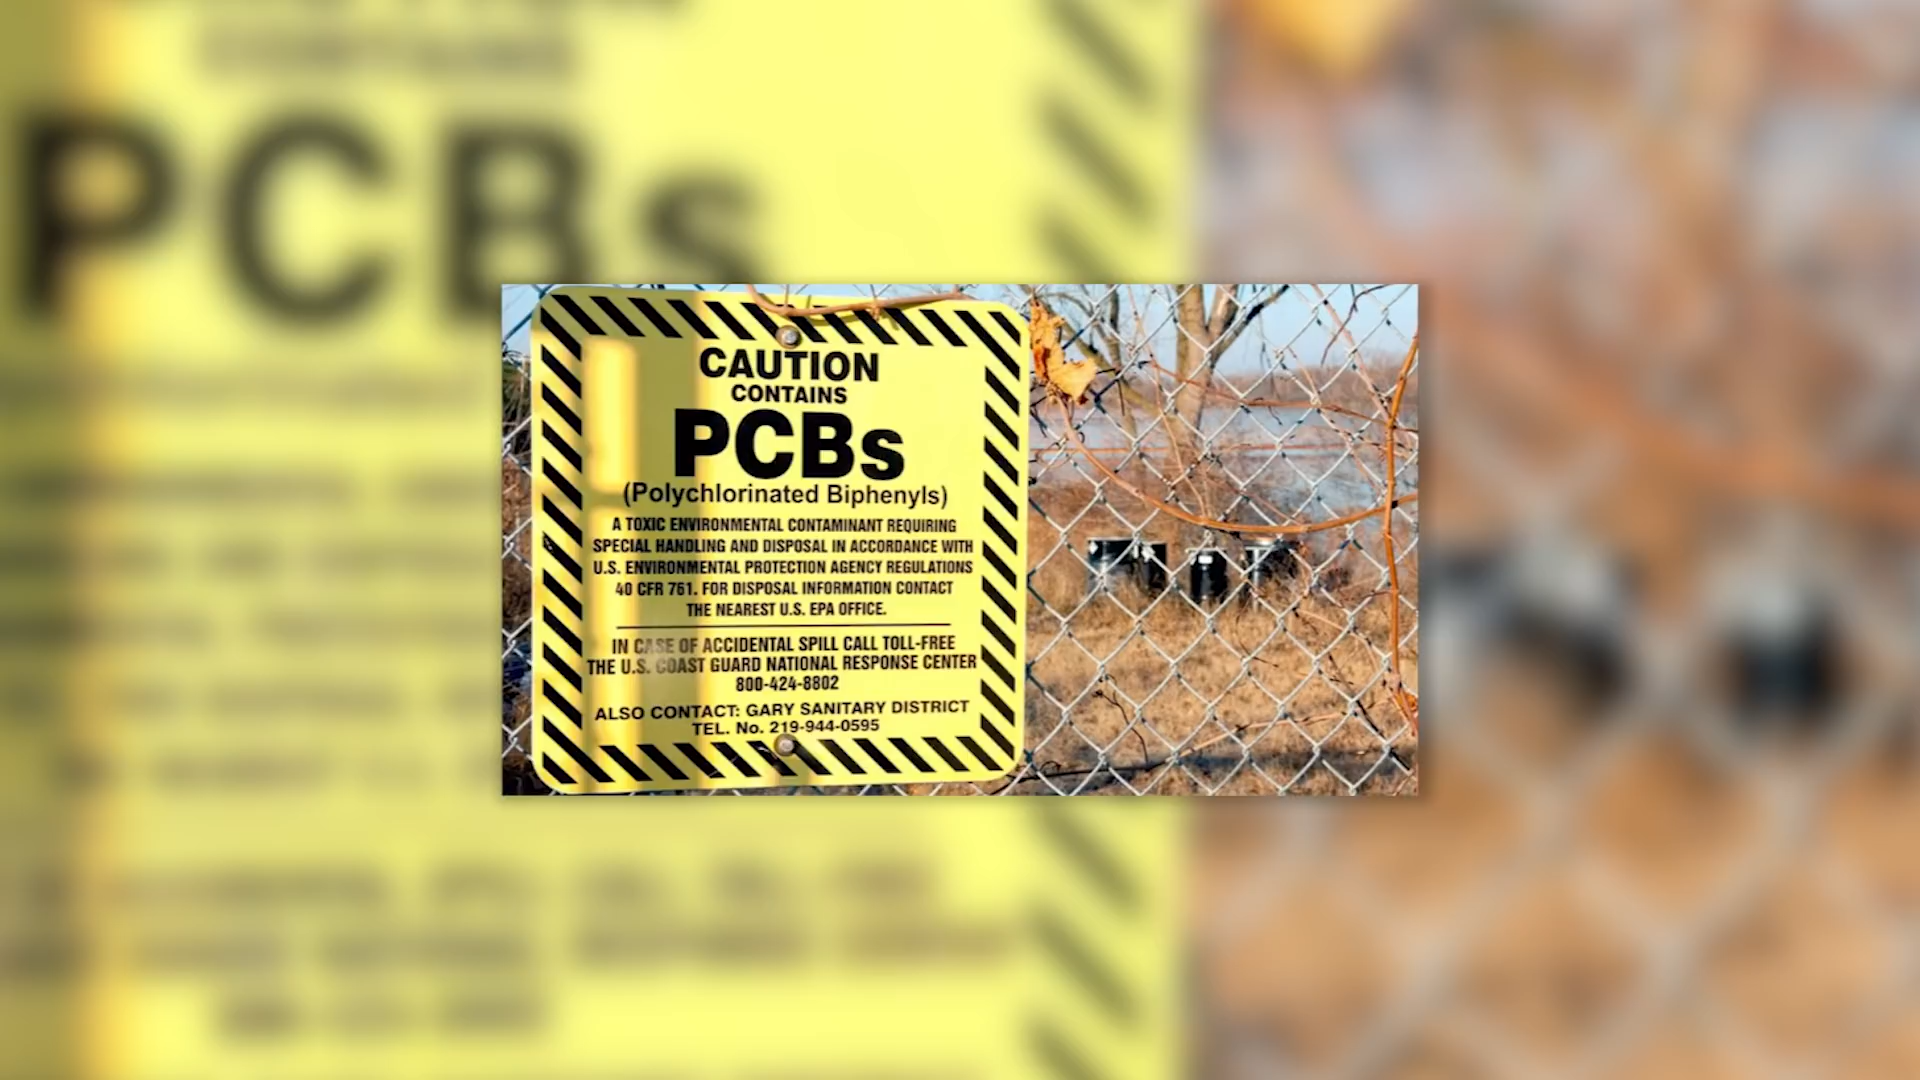 CAUTION
CONTAINS
PCBs
(Polychlorinated Biphenyls)
A TOXIC ENVIRONMENTAL CONTAMINANT REQUIRING
SPECIAL HANDLING AND DISPOSAL IN ACCORDANCE WITH
U.S. ENVIRONMENTAL PROTECTION AGENCY REGULATIONS
40 CFR 761. FOR DISPOSAL INFORMATION CONTACT
THE NEAREST U.S. EPA OFFICE.
IN CASE OF ACCIDENTAL SPILL CALL TOLL-FREE
THE U.S. COAST GUARD NATIONAL RESPONSE CENTER
800-424-8802
ALSO CONTACT: GARY SANITARY DISTRICT
TEL. No. 219-944-0595